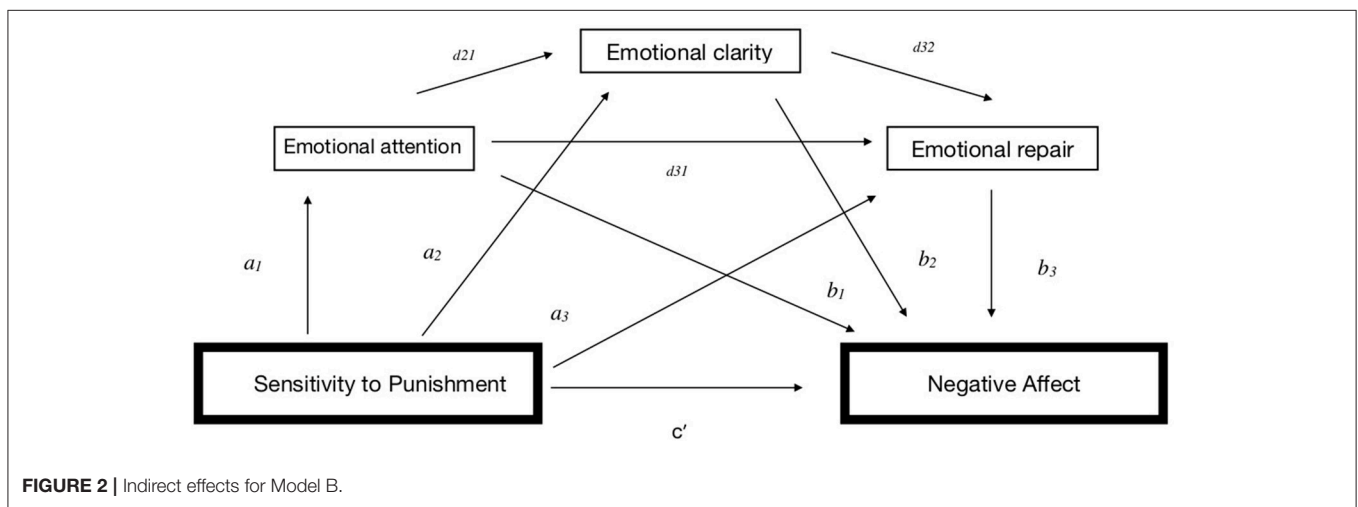 Emotional clarity
d21
d32
Emotional attention
Emotional repair
d31
a1
a2
a3
b1
b2
b3
Sensitivity to Punishment
Negative Affect
c′
FIGURE 2 | Indirect effects for Model B.